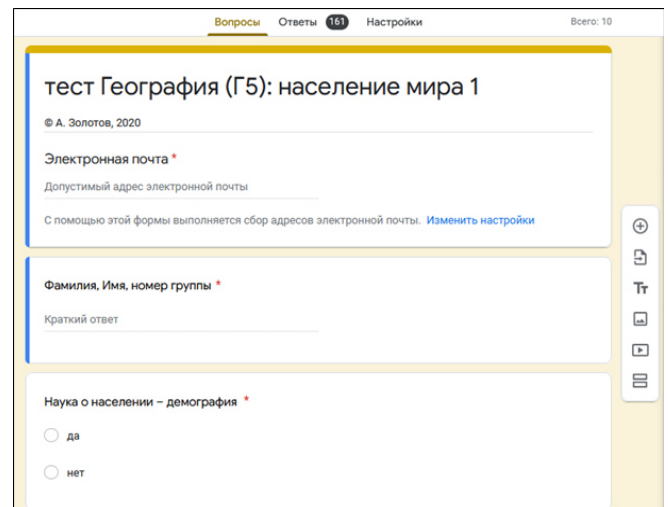 Вопросы Ответы 161 Настройки Всего: 10
тест География (Г5): население мира 1
© А. Золотов, 2020
Электронная почта *
Допустимый адрес электронной почты
С помощью этой формы выполняется сбор адресов электронной почты. Изменить настройки
Фамилия, Имя, номер группы *
Краткий ответ
Наука о населении – демография *
да
нет